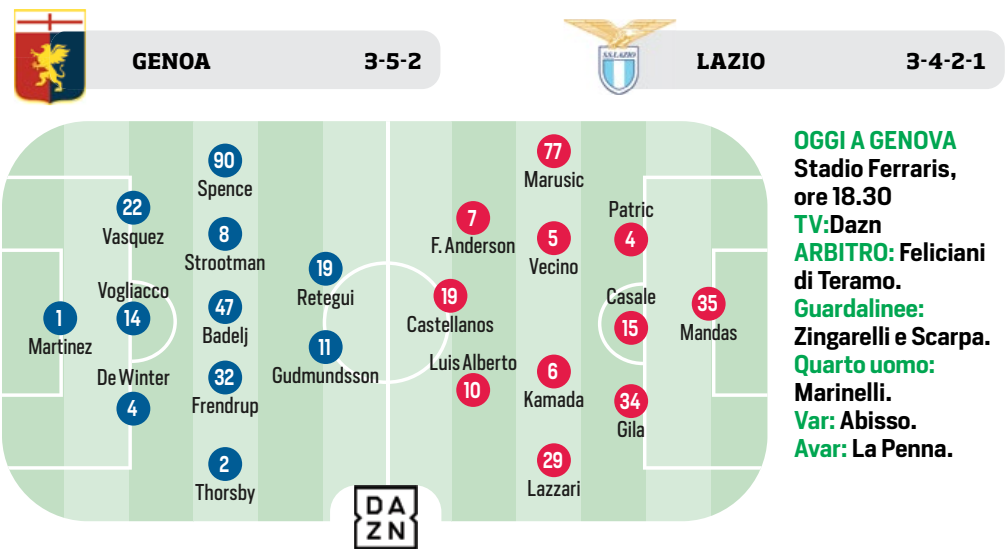 GENOA 3-5-2
S.S. LAZIO
LAZIO 3-4-2-1
1
Martinez
22
Vasquez
Vogliacco
14
De Winter
4
90
Spence
8
Strootman
47
Badelj
32
Frendrup
2
Thorsby
19
Retegui
11
Gudmundsson
7
F. Anderson
19
Castellanos
Luis Alberto
10
77
Marusic
5
Vecino
6
Kamada
29
Lazzari
Patric
4
Casale
15
34
Gila
35
Mandas
DA
ZN
OGGI A GENOVA
Stadio Ferraris,
ore 18.30
TV:Dazn
ARBITRO: Feliciani
di Teramo.
Guardalinee:
Zingarelli e Scarpa.
Quarto uomo:
Marinelli.
Var: Abisso.
Avar: La Penna.